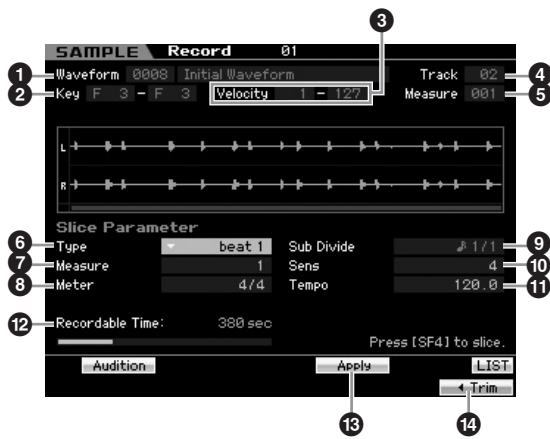 3
SAMPLE Record 01
1 Waveform 0008 Initial Waveform Track 02 4
2 Key F 3 - F 3 Velocity 1 - 127 Measure 001 5
L
R
Slice Parameter
6 Type beat 1 Sub Divide ♪ 1/1 9
7 Measure 1 Sens 4 10
8 Meter 4/4 Tempo 120.0 11
12 Recordable Time: 380 sec
Press [SF4] to slice.
Audition Apply LIST
Trim
13 14